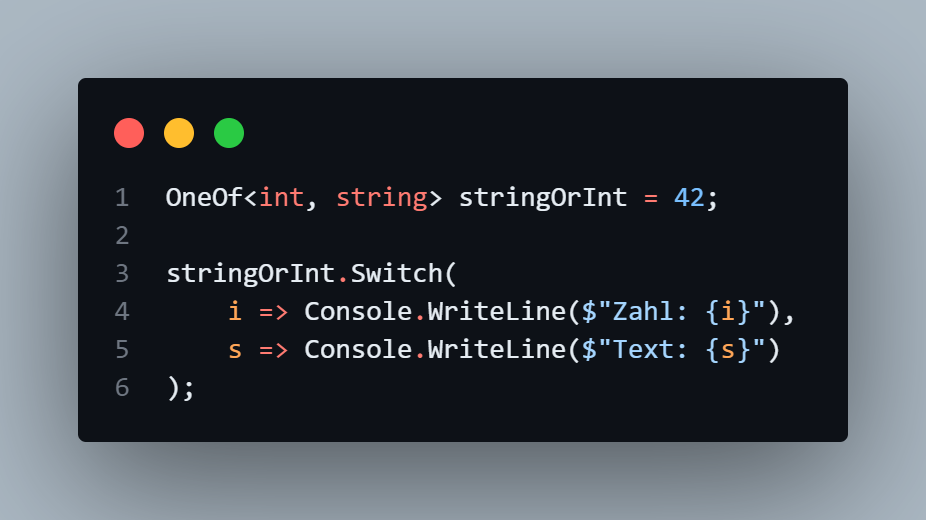 1 OneOf<int, string> stringOrInt = 42;
2
3 stringOrInt.Switch(
4     i => Console.WriteLine($"Zahl: {i}"),
5     s => Console.WriteLine($"Text: {s}")
6 );